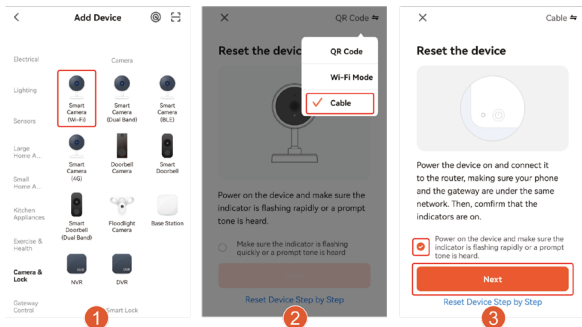 Add Device
Electrical
Lighting
Sensors
Large
Home A...
Small
Home A...
Kitchen
Appliances
Exercise &
Health
Camera &
Lock
Gateway
Control
Camera
Smart
Camera
(Wi-Fi)
Smart
Camera
(Dual Band)
Smart
Camera
(BLE)
Smart
Camera
(4G)
Doorbell
Camera
Smart
Doorbell
Smart
Doorbell
(Dual Band)
Floodlight
Camera
Base Station
NVR
DVR
Smart Lock
1
QR Code
Reset the devic
QR Code
Wi-Fi Mode
Cable
Power on the device and make sure the
indicator is flashing rapidly or a prompt
tone is heard.
Make sure the indicator is flashing
quickly or a prompt tone is heard
Reset Device Step by Step
2
Cable
Reset the device
Power the device on and connect it
to the router, making sure your phone
and the gateway are under the same
network. Then, confirm that the
indicators are on.
Power on the device and make sure the
indicator is flashing rapidly or a prompt
tone is heard.
Next
Reset Device Step by Step
3